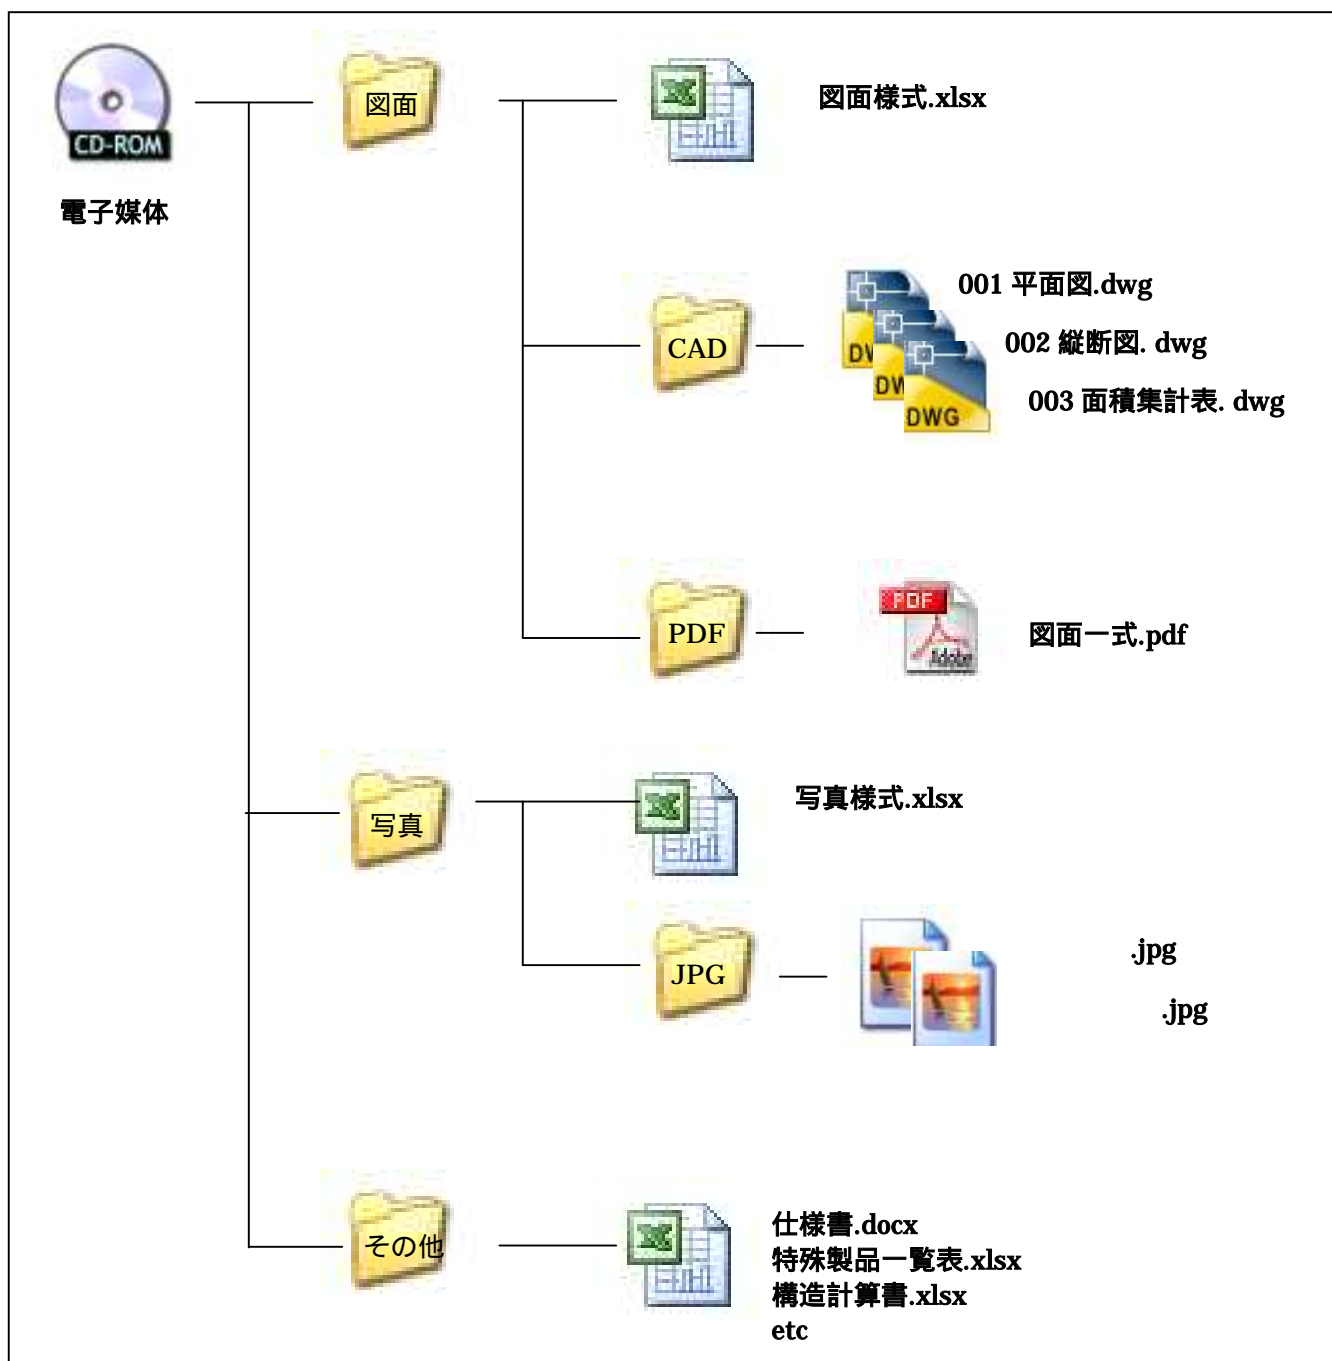 CD-ROM
電子媒体
図面
図面様式.xlsx
CAD
DWG
001 平面図.dwg
002 縦断図. dwg
003 面積集計表. dwg
PDF
PDF
Adobe
図面一式.pdf
写真
写真様式.xlsx
JPG
.jpg
.jpg
その他
仕様書.docx
特殊製品一覧表.xlsx
構造計算書.xlsx
etc